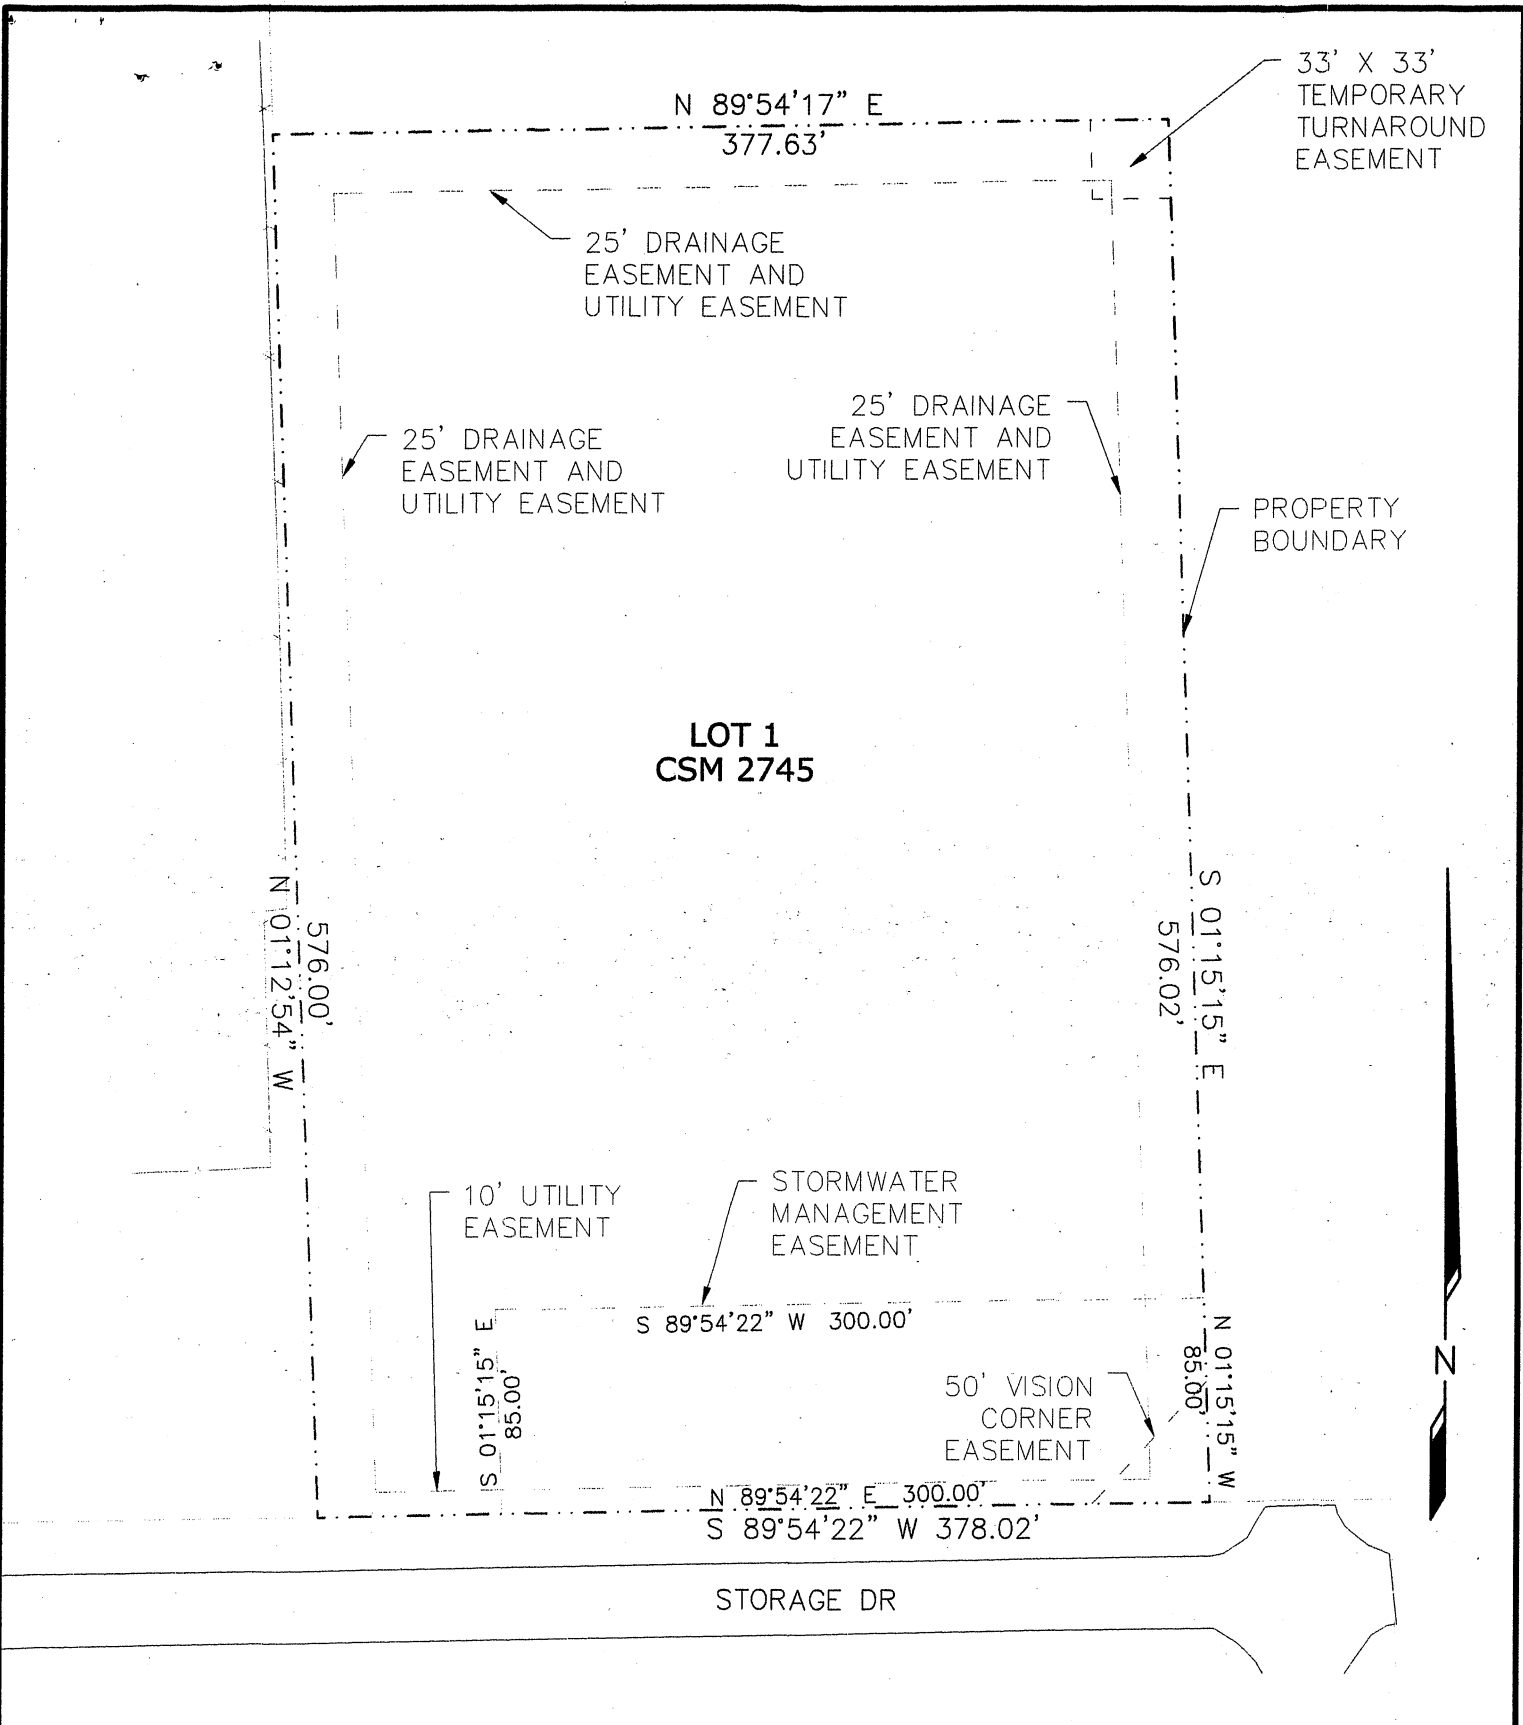 33' X 33'
TEMPORARY
TURNAROUND
EASEMENT
N 89°54'17" E
377.63'
25' DRAINAGE
EASEMENT AND
UTILITY EASEMENT
25' DRAINAGE
EASEMENT AND
UTILITY EASEMENT
25' DRAINAGE
EASEMENT AND
UTILITY EASEMENT
PROPERTY
BOUNDARY
LOT 1
CSM 2745
N 01°12'54" W
576.00'
S 01°15'15" E
576.02'
10' UTILITY
EASEMENT
STORMWATER
MANAGEMENT
EASEMENT
S 89°54'22" W 300.00'
S 01°15'15" E
85.00'
N 01°15'15" W
85.00'
50' VISION
CORNER
EASEMENT
N
N 89°54'22" E 300.00'
S 89°54'22" W 378.02'
STORAGE DR